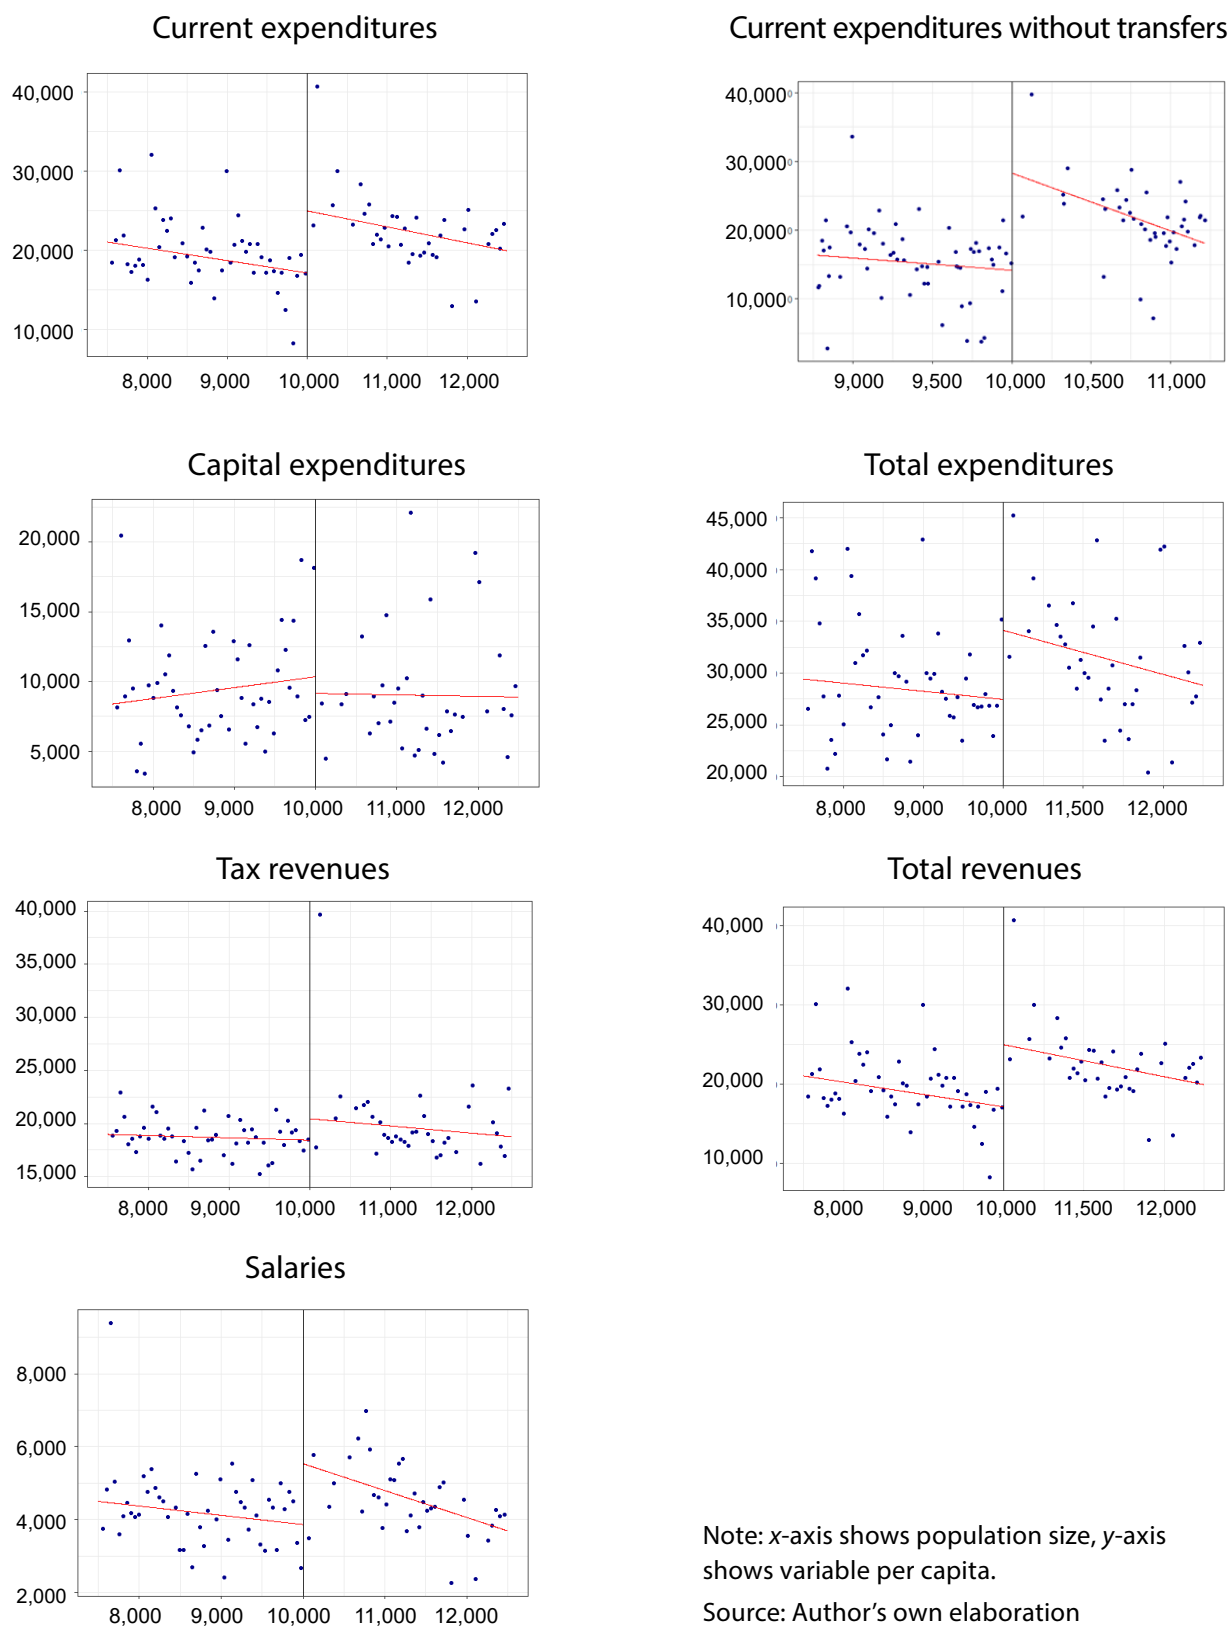 Current expenditures
40,000
30,000
20,000
10,000
8,000 9,000 10,000 11,000 12,000
Current expenditures without transfers
40,000
30,000
20,000
10,000
9,000 9,500 10,000 10,500 11,000
Capital expenditures
20,000
15,000
10,000
5,000
8,000 9,000 10,000 11,000 12,000
Total expenditures
45,000
40,000
35,000
30,000
25,000
20,000
8,000 9,000 10,000 11,500 12,000
Tax revenues
40,000
35,000
30,000
25,000
20,000
15,000
8,000 9,000 10,000 11,000 12,000
Total revenues
40,000
30,000
20,000
10,000
8,000 9,000 10,000 11,500 12,000
Salaries
8,000
6,000
4,000
2,000
8,000 9,000 10,000 11,000 12,000
Note: x-axis shows population size, y-axis
shows variable per capita.
Source: Author’s own elaboration